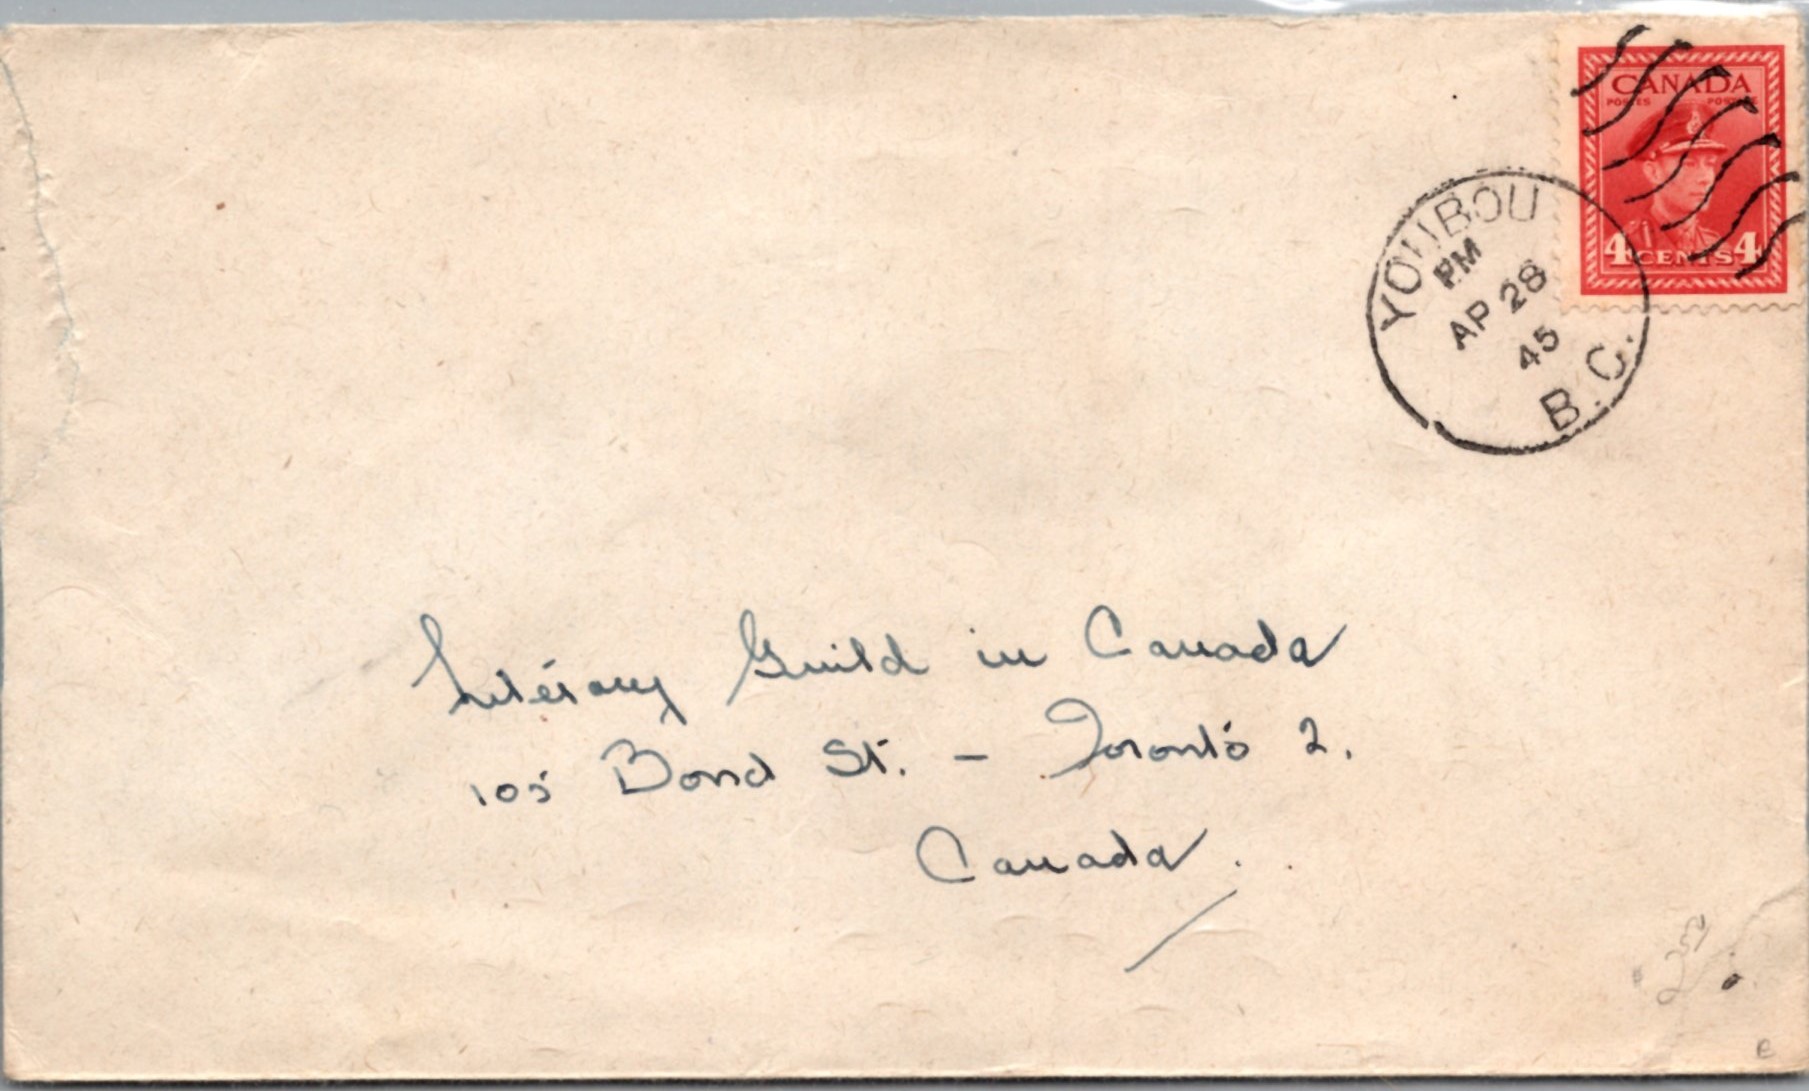 CANADA
POSTES POSTAGE
4 CENTS 4
YOUBOU
PM
AP 28
45
B.C.
Literary Guild in Canada
105 Bond St. - Toronto 2.
Canada.